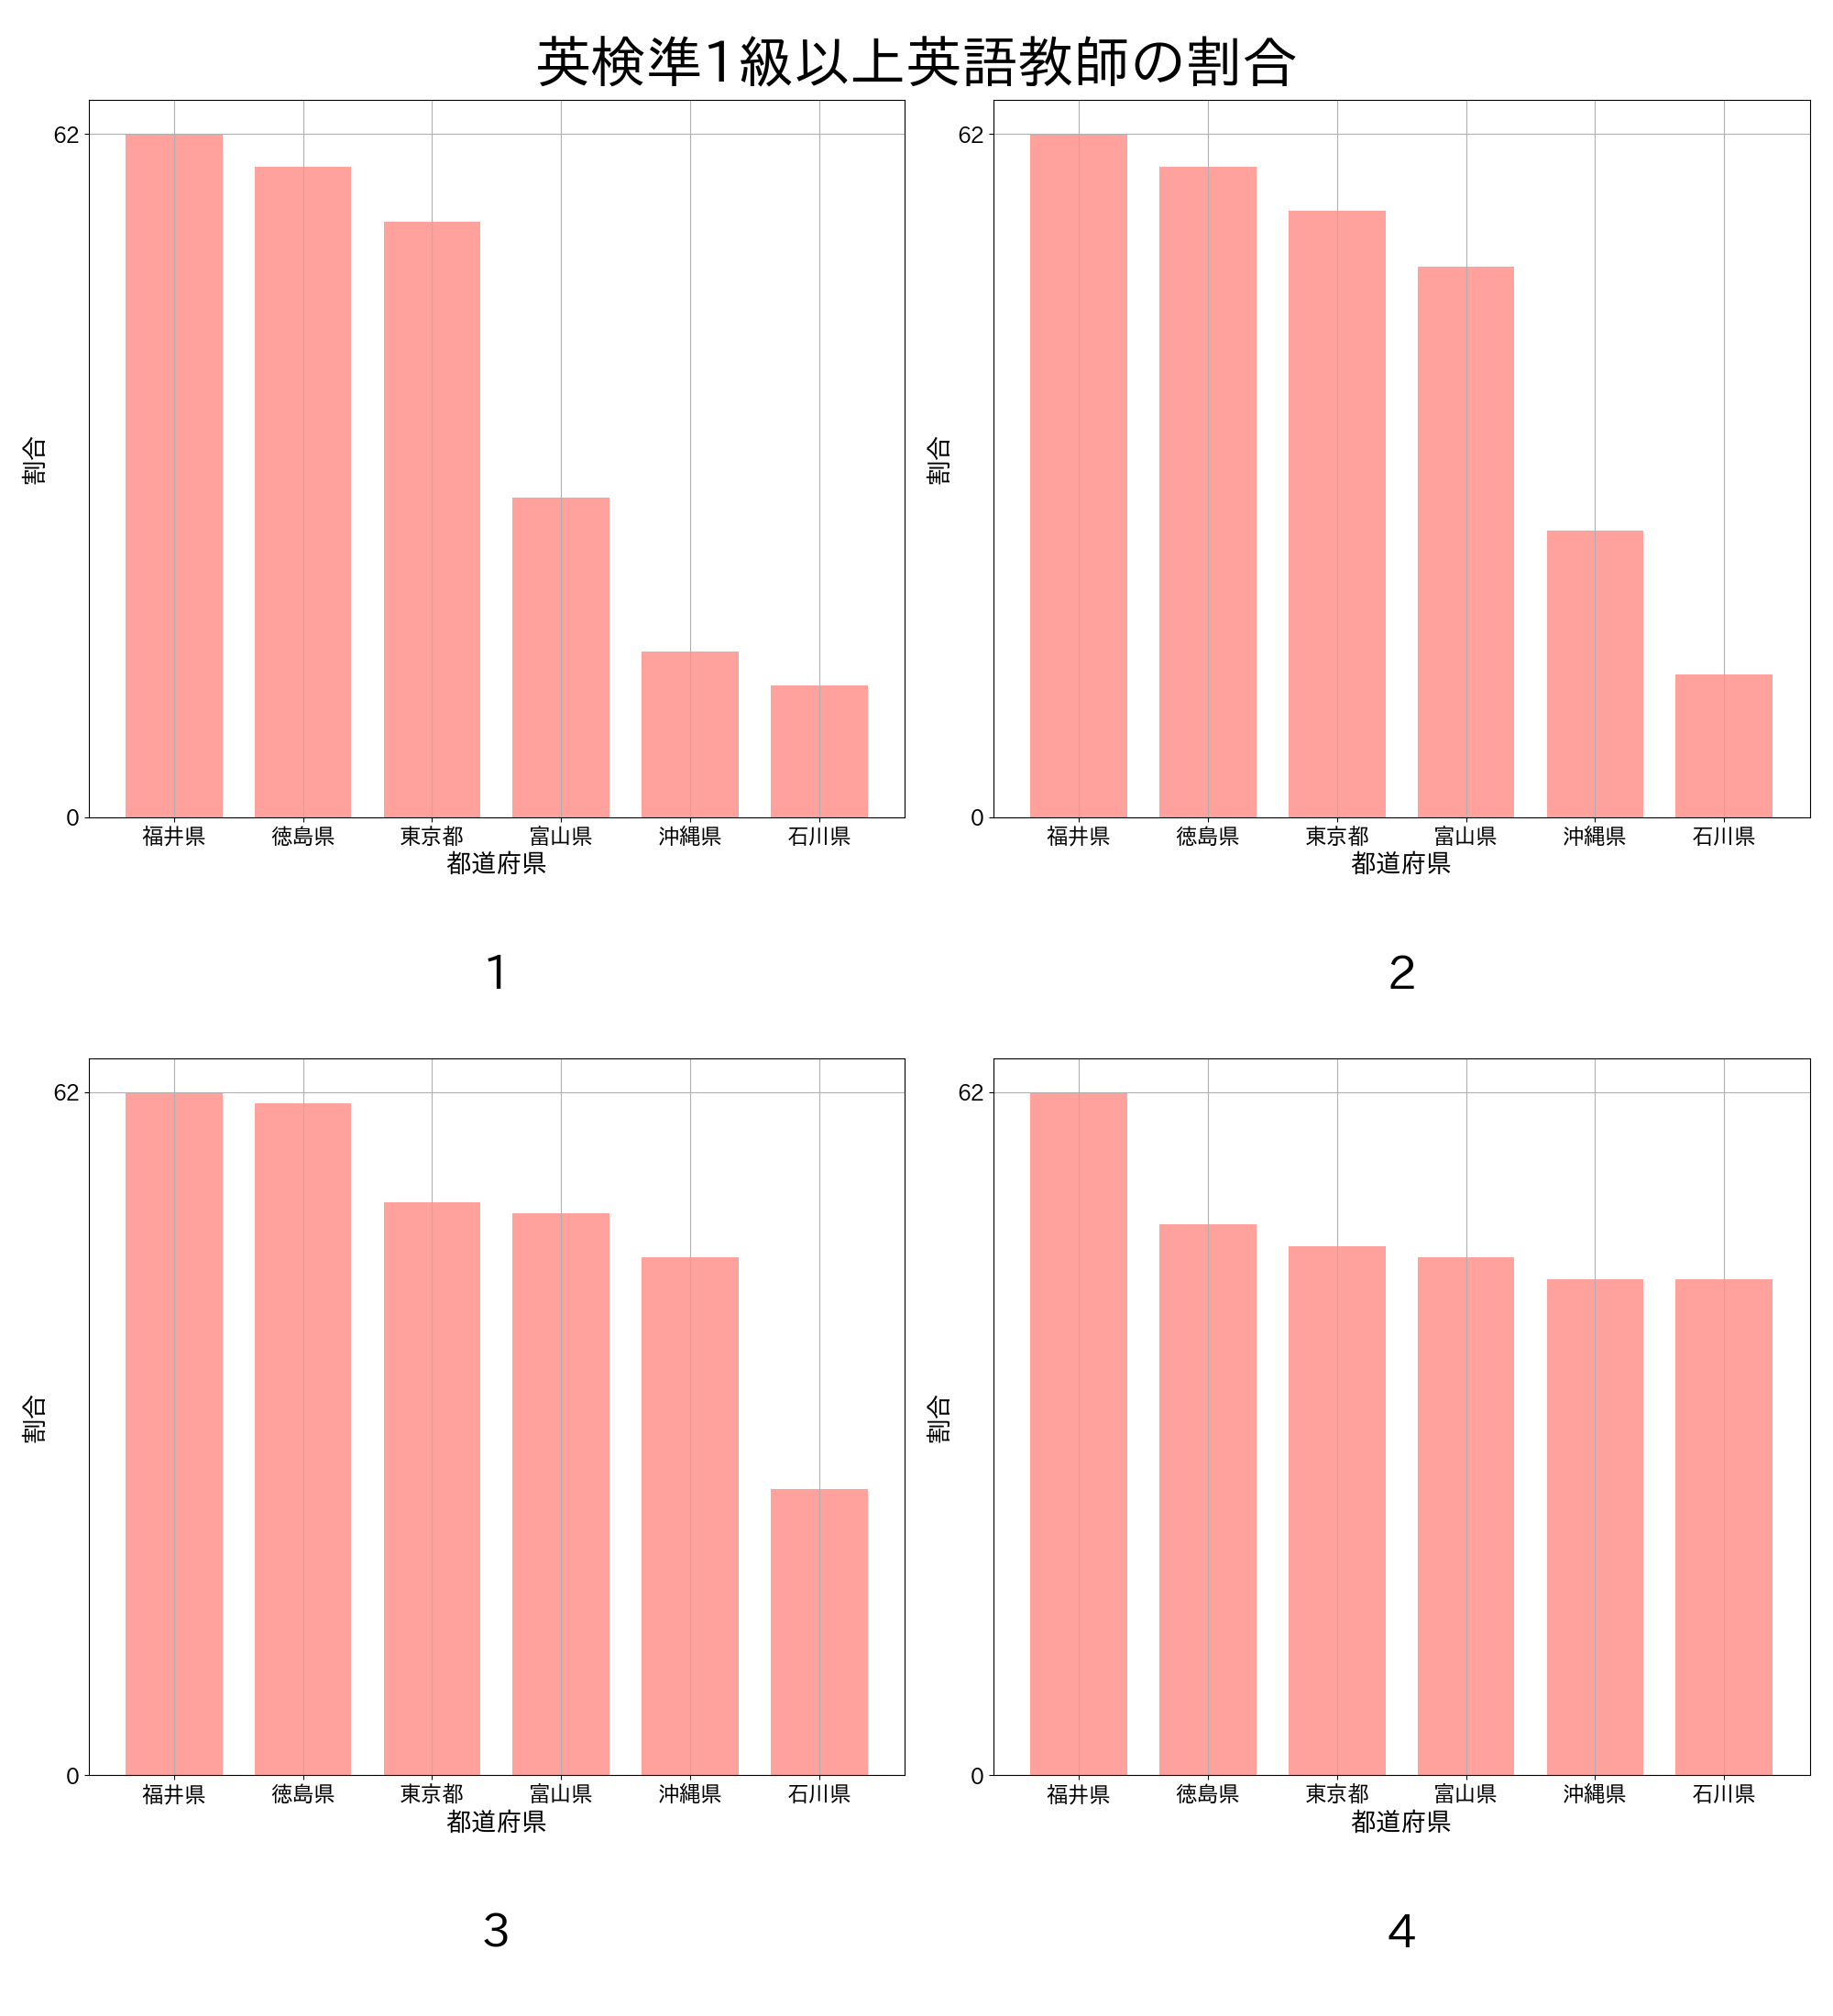 英検準1級以上英語教師の割合
62
0
割合
福井県 徳島県 東京都 富山県 沖縄県 石川県
都道府県
1
62
0
割合
福井県 徳島県 東京都 富山県 沖縄県 石川県
都道府県
2
62
0
割合
福井県 徳島県 東京都 富山県 沖縄県 石川県
都道府県
3
62
0
割合
福井県 徳島県 東京都 富山県 沖縄県 石川県
都道府県
4